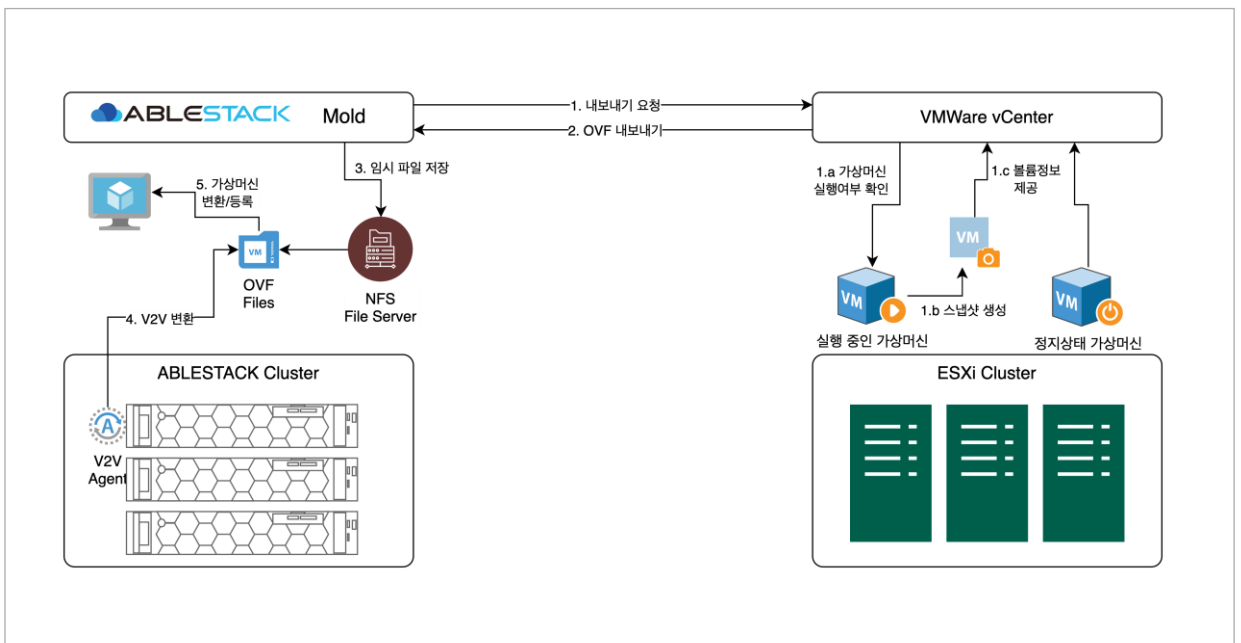 ABLESTACK Mold
1. 내보내기 요청
2. OVF 내보내기
VMWare vCenter
3. 임시 파일 저장
1.a 가상머신
실행여부 확인
1.c 볼륨정보
제공
5. 가상머신
변환/등록
VM
OVF
Files
NFS
File Server
VM
VM
VM
1.b 스냅샷 생성
4. V2V 변환
실행 중인 가상머신
정지상태 가상머신
ABLESTACK Cluster
A
V2V
Agent
ESXi Cluster